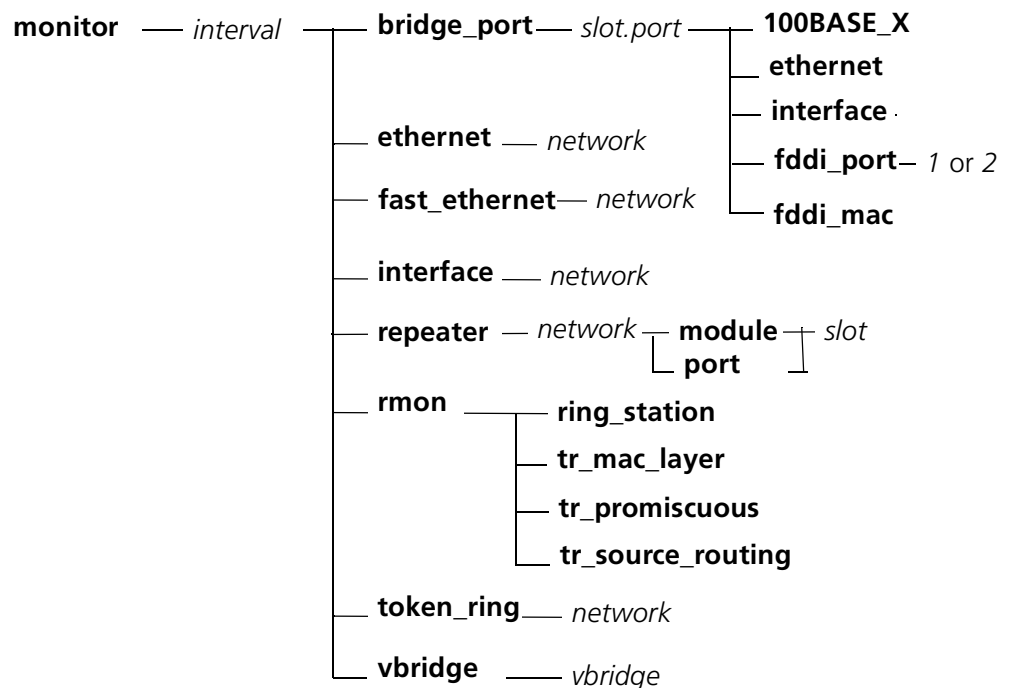 monitor interval bridge_port slot.port 100BASE_X
ethernet
interface
fddi_port 1 or 2
fddi_mac
ethernet network
fast_ethernet network
interface network
repeater network module slot
port
rmon ring_station
tr_mac_layer
tr_promiscuous
tr_source_routing
token_ring network
vbridge vbridge